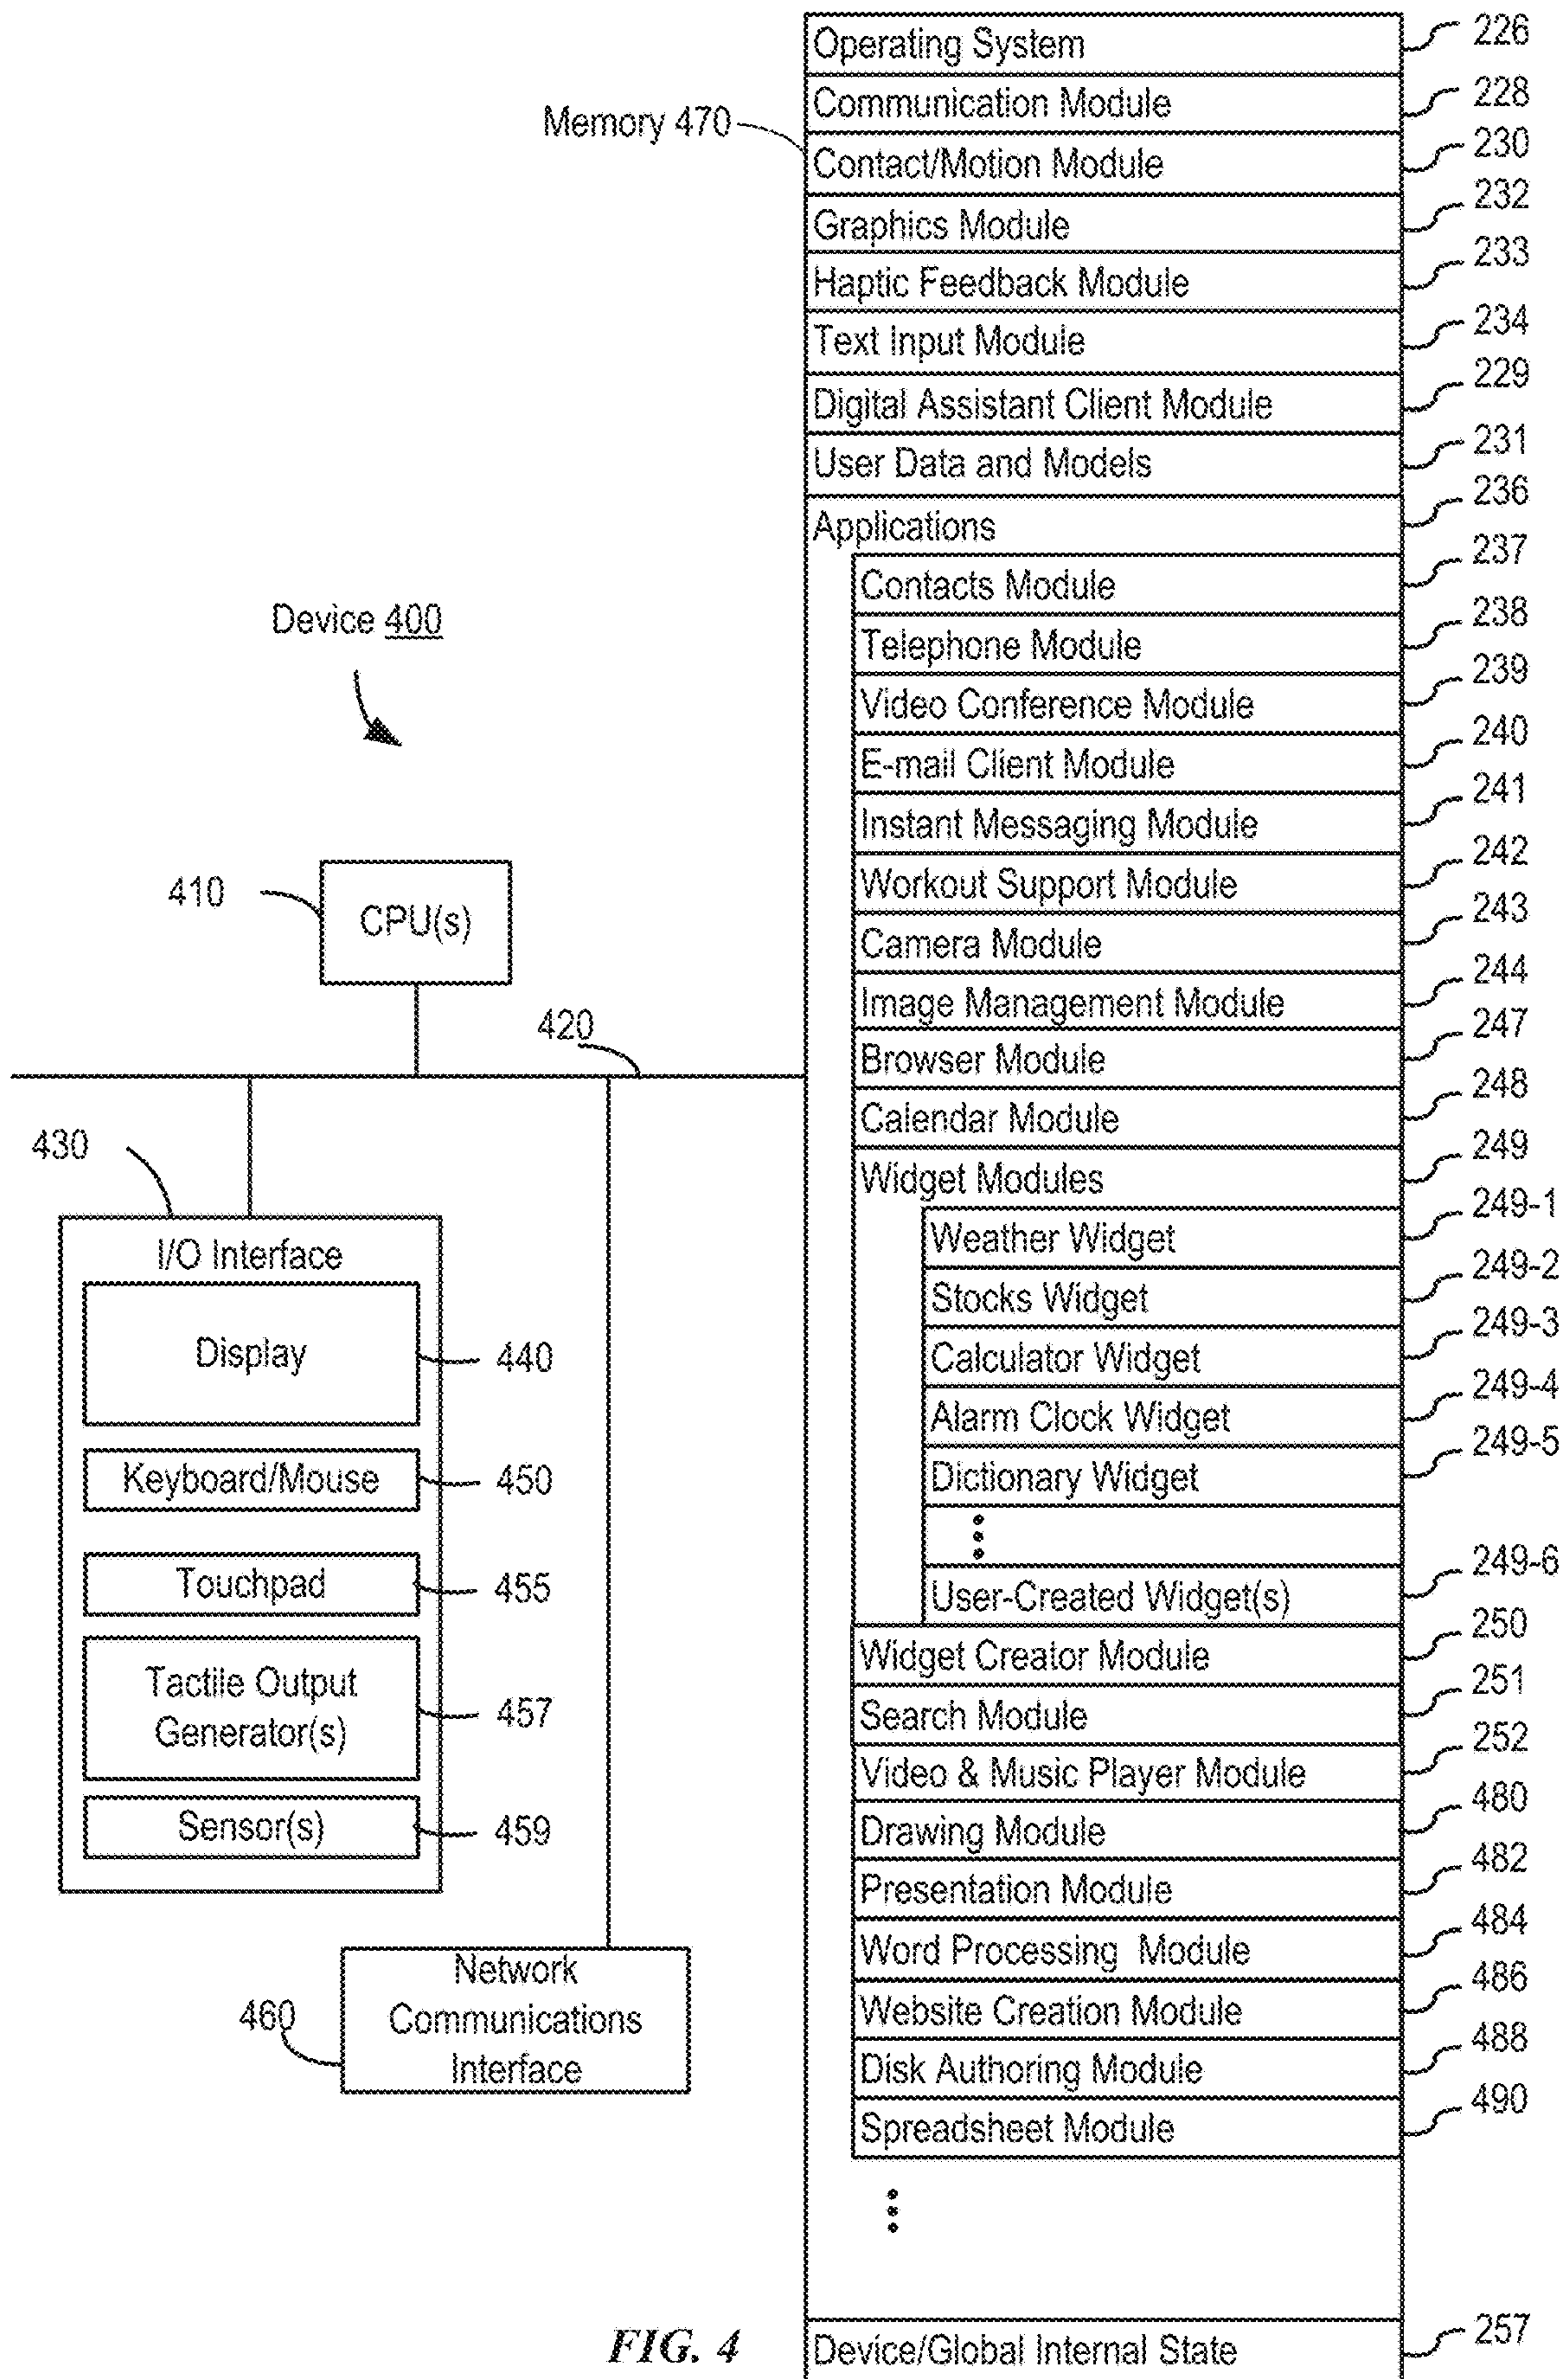 Operating System 226
Communication Module 228
Memory 470
Contact/Motion Module 230
Graphics Module 232
Haptic Feedback Module 233
Text Input Module 234
Digital Assistant Client Module 229
User Data and Models 231
Applications 236
Contacts Module 237
Telephone Module 238
Video Conference Module 239
E-mail Client Module 240
Instant Messaging Module 241
Workout Support Module 242
Camera Module 243
Image Management Module 244
Browser Module 247
Calendar Module 248
Widget Modules 249
Weather Widget 249-1
Stocks Widget 249-2
Calculator Widget 249-3
Alarm Clock Widget 249-4
Dictionary Widget 249-5
User-Created Widget(s) 249-6
Widget Creator Module 250
Search Module 251
Video & Music Player Module 252
Drawing Module 480
Presentation Module 482
Word Processing Module 484
Website Creation Module 486
Disk Authoring Module 488
Spreadsheet Module 490
Device/Global Internal State 257
Device 400
410
CPU(s)
420
430
I/O Interface
Display 440
Keyboard/Mouse 450
Touchpad 455
Tactile Output
Generator(s) 457
Sensor(s) 459
460
Network
Communications
Interface
FIG. 4